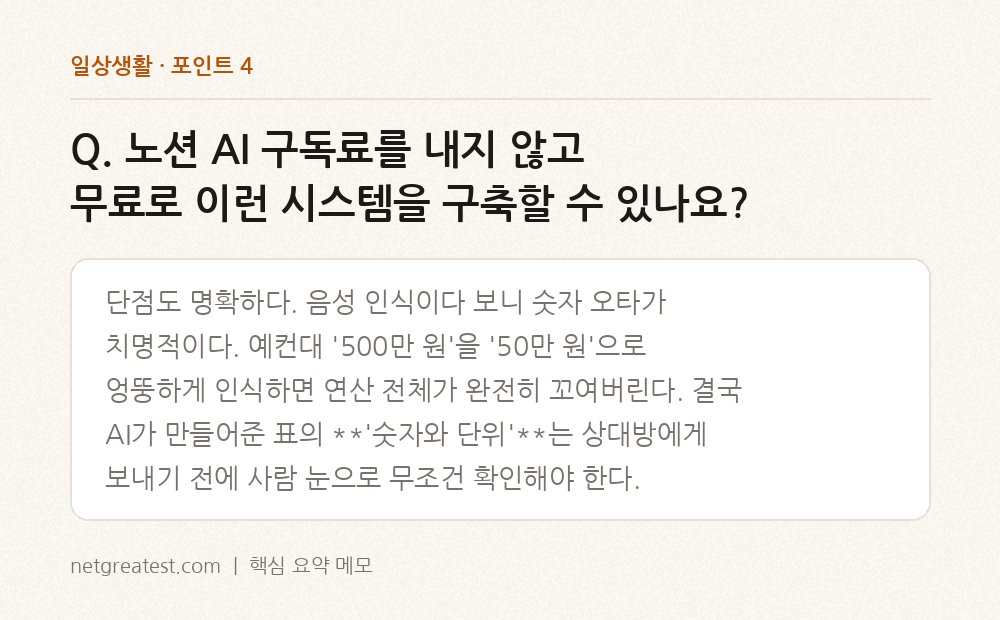 일상생활 · 포인트 4
Q. 노션 AI 구독료를 내지 않고
무료로 이런 시스템을 구축할 수 있나요?
단점도 명확하다. 음성 인식이다 보니 숫자 오타가
치명적이다. 예컨대 '500만 원'을 '50만 원'으로
엉뚱하게 인식하면 연산 전체가 완전히 꼬여버린다. 결국
AI가 만들어준 표의 **'숫자와 단위'**는 상대방에게
보내기 전에 사람 눈으로 무조건 확인해야 한다.
netgreatest.com | 핵심 요약 메모